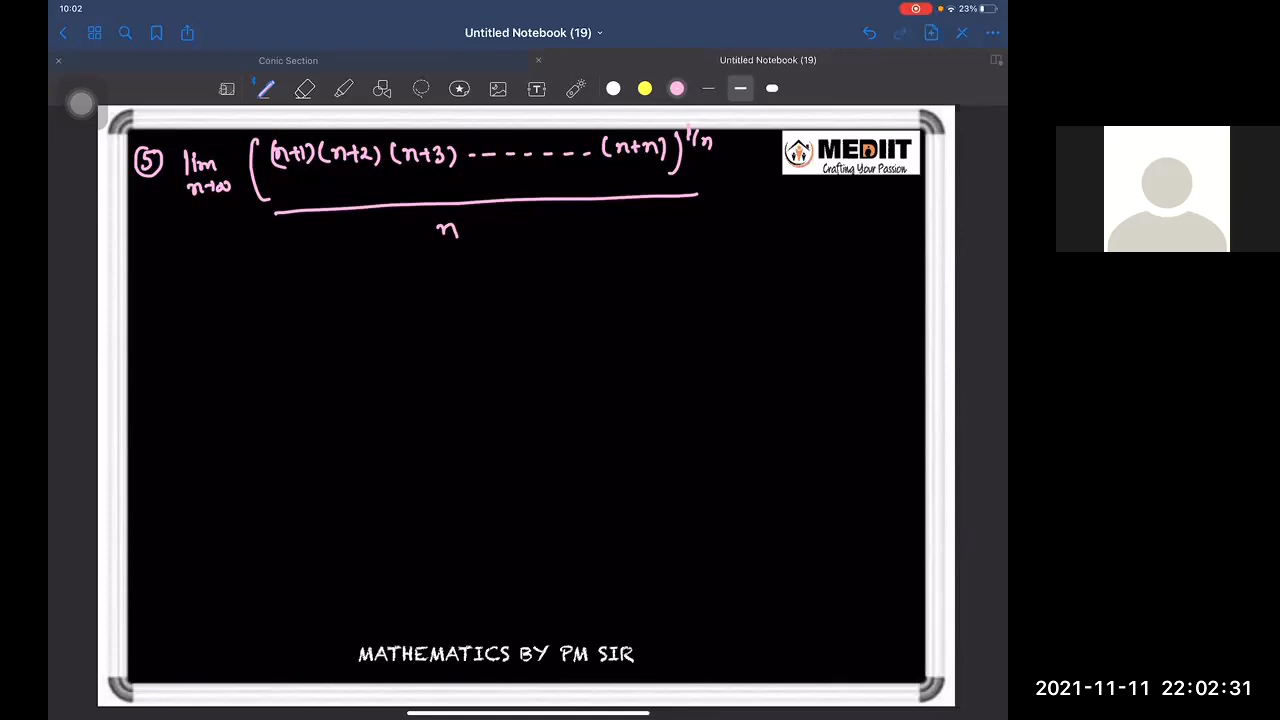 10:02
23%
Untitled Notebook (19)
Conic Section
Untitled Notebook (19)
⑤ lim n→∞ ((n+1)(n+2)(n+3) -------- (n+n))^1/n
n
MEDIIT
Crafting Your Passion
MATHEMATICS BY PM SIR
2021-11-11 22:02:31